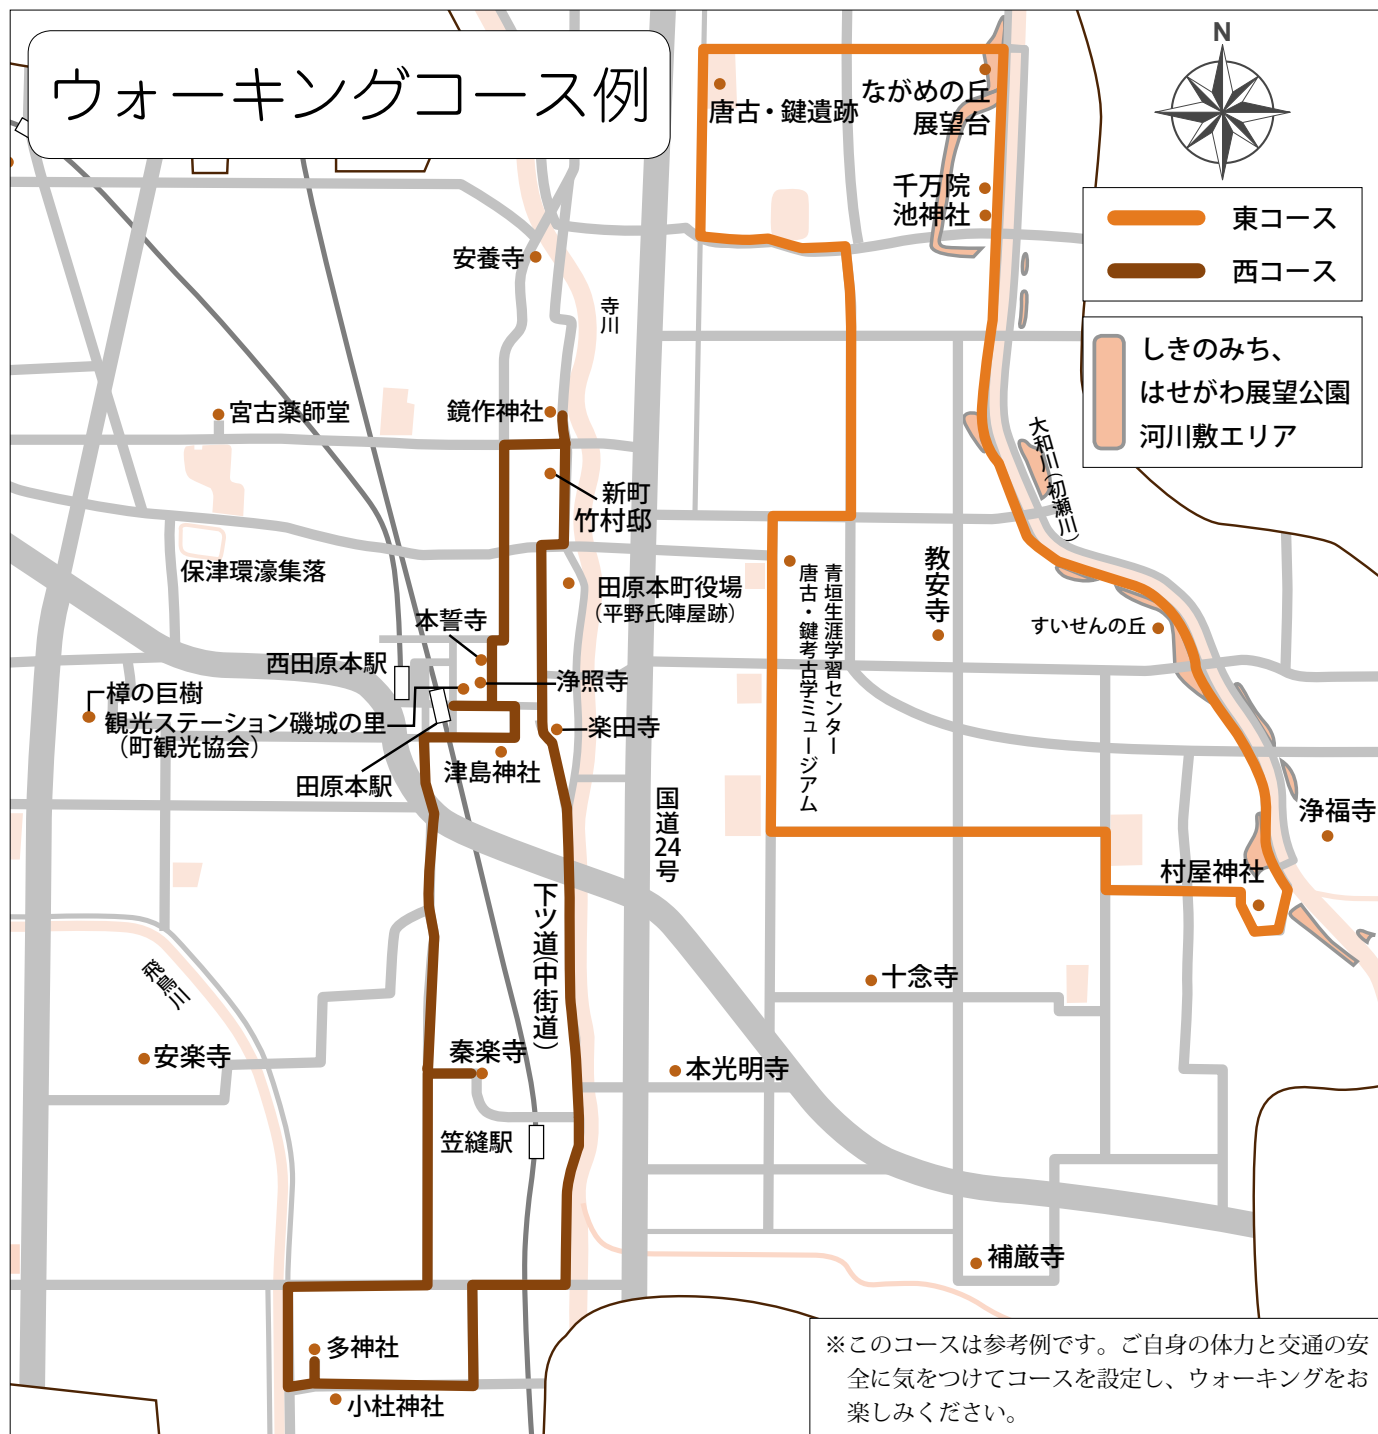 ウォーキングコース例
N
唐古・鍵遺跡
ながめの丘
展望台
千万院
池神社
東コース
西コース
しきのみち、
はせがわ展望公園
河川敷エリア
安養寺
寺川
宮古薬師堂
鏡作神社
新町
竹村邸
大和川（初瀬川）
保津環濠集落
田原本町役場
（平野氏陣屋跡）
本誓寺
西田原本駅
浄照寺
樟の巨樹
観光ステーション磯城の里
（町観光協会）
楽田寺
津島神社
田原本駅
青垣生涯学習センター
唐古・鍵考古学ミュージアム
教安寺
すいせんの丘
国道24号
浄福寺
村屋神社
下ツ道（中街道）
飛鳥川
十念寺
安楽寺
秦楽寺
本光明寺
笠縫駅
補厳寺
多神社
小杜神社
※このコースは参考例です。ご自身の体力と交通の安
全に気をつけてコースを設定し、ウォーキングをお
楽しみください。